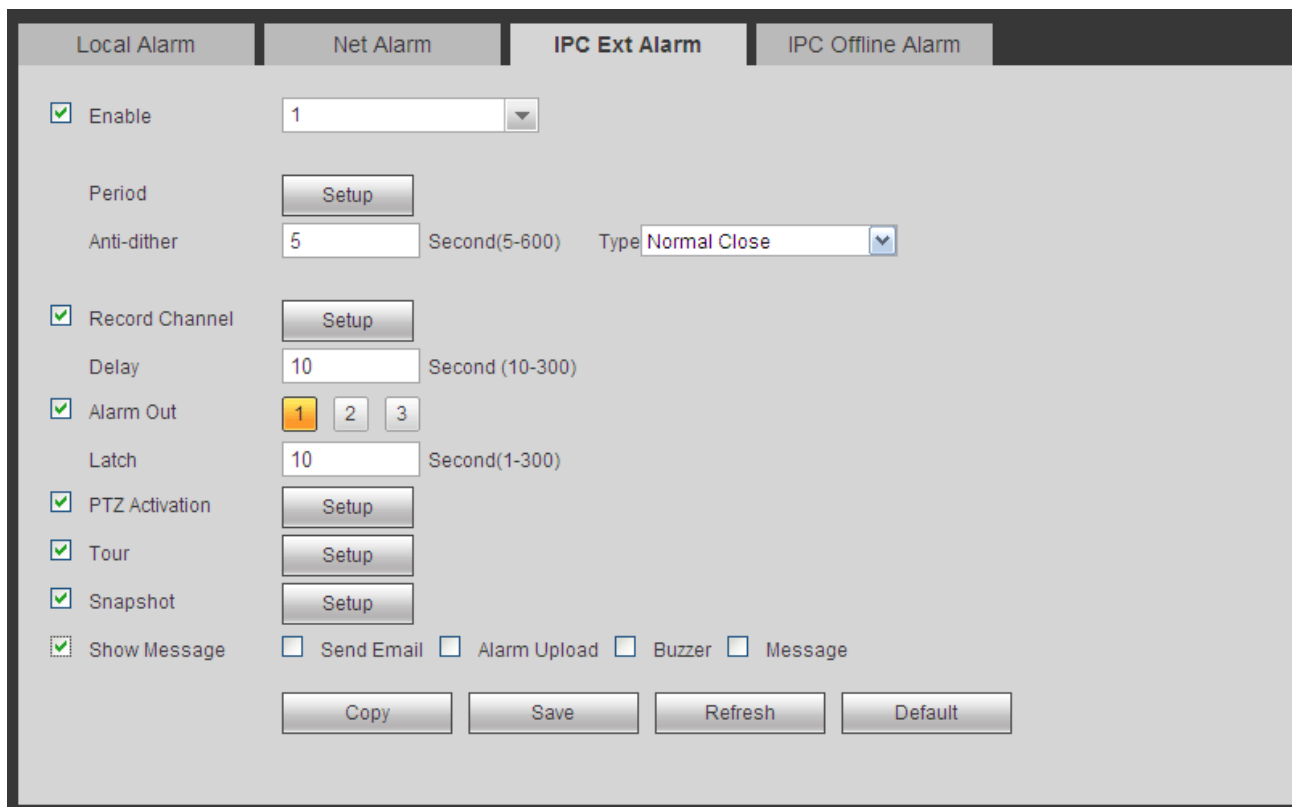 Local Alarm Net Alarm IPC Ext Alarm IPC Offline Alarm
Enable 1
Period Setup
Anti-dither 5 Second(5-600) Type Normal Close
Record Channel Setup
Delay 10 Second (10-300)
Alarm Out 1 2 3
Latch 10 Second(1-300)
PTZ Activation Setup
Tour Setup
Snapshot Setup
Show Message Send Email Alarm Upload Buzzer Message
Copy Save Refresh Default